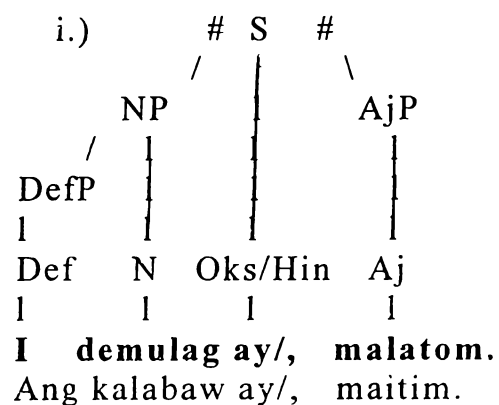 i.) # S #
/ \
NP AjP
/
DefP
Def N Oks/Hin Aj
I demulag ay/, malatom.
Ang kalabaw ay/, maitim.